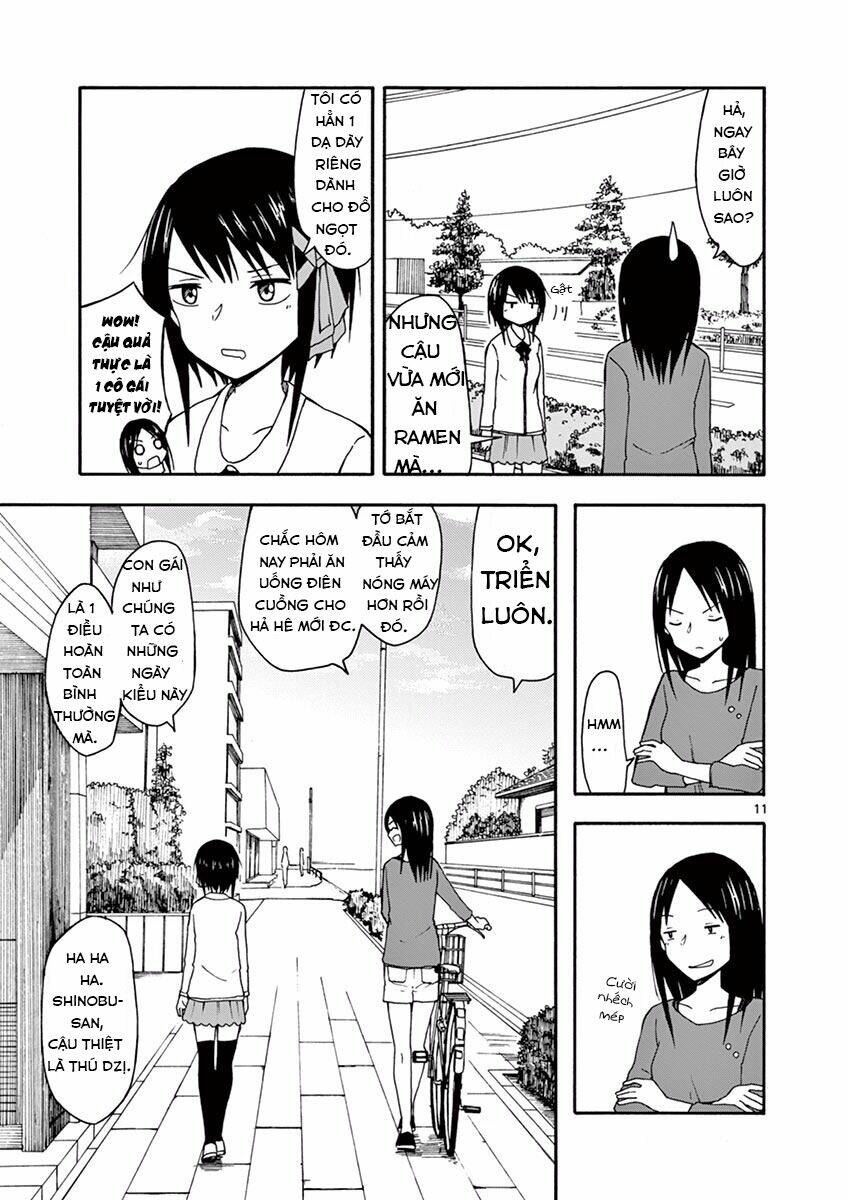 HẢ,
NGAY
BÂY
GIỜ
LUÔN
SAO?
Gật
NHƯNG
CẬU
VỪA MỚI
ĂN
RAMEN
MÀ...
TÔI CÓ
HẲN 1
DẠ DÀY
RIÊNG
DÀNH
CHO ĐỒ
NGỌT
ĐÓ.
WOW!
CẬU QUẢ
THỰC LÀ
1 CÔ GÁI
TUYỆT VỜI!
HMM
...
11
Cười
nhếch
mép
OK,
TRIỂN
LUÔN.
TỚ BẮT
ĐẦU CẢM
THẤY
NÓNG MÁY
HƠN RỒI
ĐÓ.
CHẮC HÔM
NAY PHẢI ĂN
UỐNG ĐIÊN
CUỒNG CHO
HẢ HÊ MỚI ĐC.
CON GÁI
NHƯ
CHÚNG
TA CÓ
NHỮNG
NGÀY
KIỂU NÀY
LÀ 1
ĐIỀU
HOÀN
TOÀN
BÌNH
THƯỜNG
MÀ.
HA HA
HA.
SHINOBU-
SAN,
CẬU THIỆT
LÀ THÚ DZỊ.